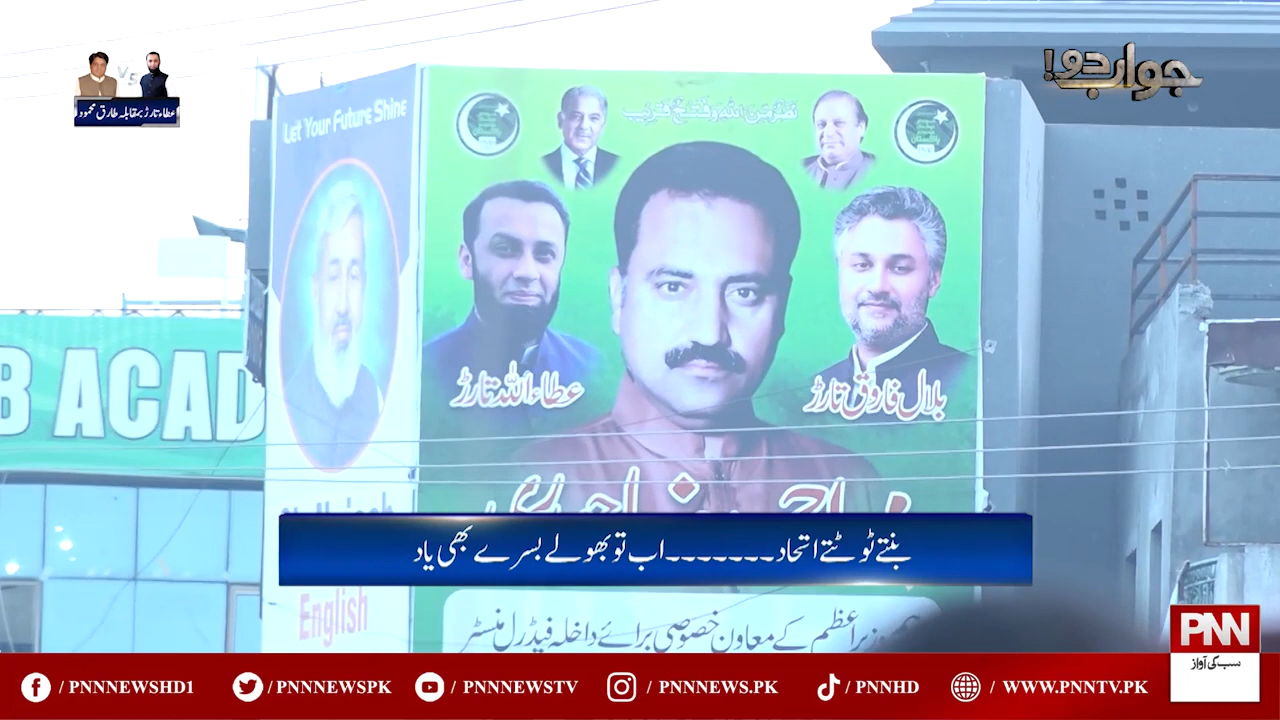 جواب دو!
VS
عطاء تارڑ بمقابلہ طارق محمود
Let Your Future Shine
نصر من اللہ وفتح قریب
عطاء اللہ تارڑ
بلال فاروق تارڑ
B ACAD
بنتے ٹوٹتے اتحاد۔۔۔۔۔۔۔اب تو بھولے بسرے بھی یاد
English
وزیراعظم کے معاون خصوصی برائے داخلہ فیڈرل منسٹر
PNN
سب کی آواز
/ PNNNEWSHD1
/ PNNNEWSPK
/ PNNNEWSTV
/ PNNNEWS.PK
/ PNNHD
/ WWW.PNNTV.PK